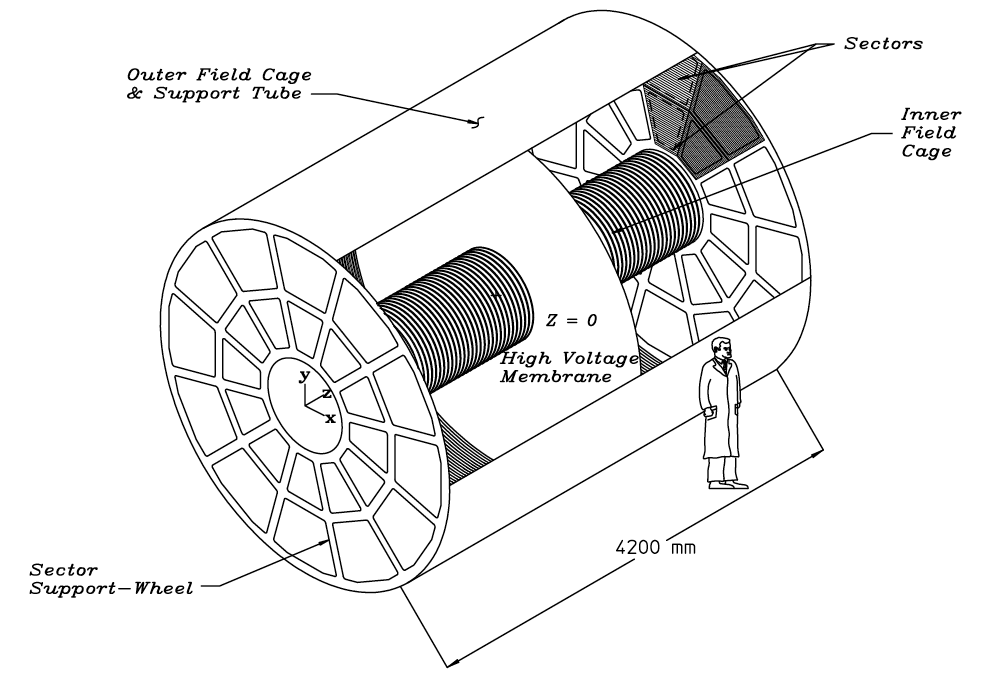 Outer Field Cage
& Support Tube
Sectors
Inner
Field
Cage
Z = 0
High Voltage
Membrane
y
z
x
4200 mm
Sector
Support-Wheel